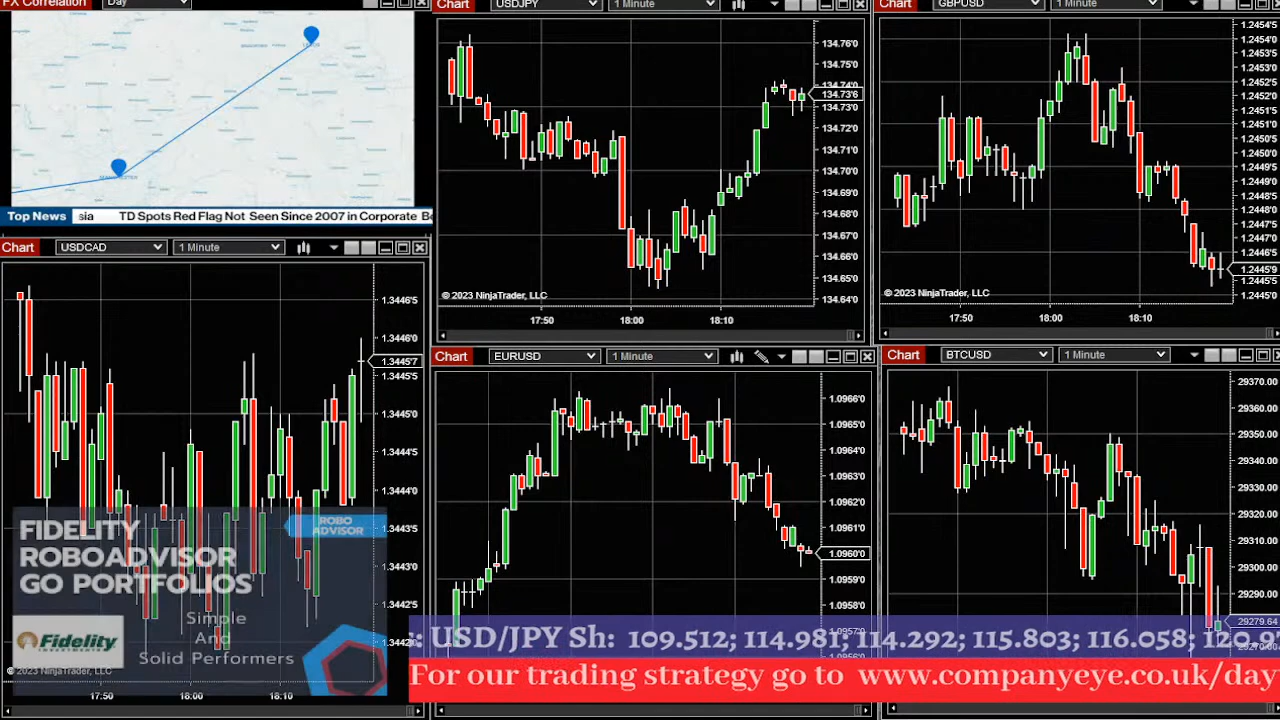 FX Correlation
Day
Top News
sia
TD Spots Red Flag Not Seen Since 2007 in Corporate
Chart
USDJPY
1 Minute
134.76'0
134.75'0
134.74'0
134.73'0
134.72'0
134.71'0
134.70'0
134.69'0
134.68'0
134.67'0
134.66'0
134.65'0
134.64'0
© 2023 NinjaTrader, LLC
17:50
18:00
18:10
Chart
GBPUSD
1 Minute
1.2454'5
1.2454'0
1.2453'5
1.2453'0
1.2452'5
1.2452'0
1.2451'5
1.2451'0
1.2450'5
1.2450'0
1.2449'5
1.2449'0
1.2448'5
1.2448'0
1.2447'5
1.2447'0
1.2446'5
1.2445'9
1.2445'5
1.2445'0
© 2023 NinjaTrader, LLC
17:50
18:00
18:10
Chart
USDCAD
1 Minute
1.3446'5
1.3446'0
1.3445'7
1.3445'5
1.3445'0
1.3444'5
1.3444'0
1.3443'5
1.3443'0
1.3442'5
FIDELITY
ROBOADVISOR
GO PORTFOLIOS
ROBO
ADVISOR
Fidelity
INVESTMENTS
Simple
And
Solid Performers
© 2023 NinjaTrader, LLC
17:50
18:00
18:10
Chart
EURUSD
1 Minute
1.0966'0
1.0965'0
1.0964'0
1.0963'0
1.0962'0
1.0961'0
1.0960'0
1.0959'0
1.0958'0
Chart
BTCUSD
1 Minute
29370.00
29360.00
29350.00
29340.00
29330.00
29320.00
29310.00
29300.00
29290.00
29279.64
: USD/JPY Sh: 109.512; 114.981; 114.292; 115.803; 116.058; 120.9
For our trading strategy go to www.companyeye.co.uk/day